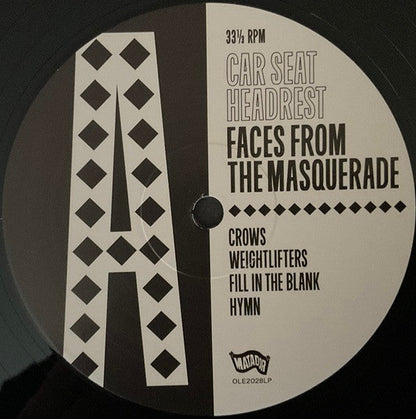 A
33⅓ RPM
CAR SEAT
HEADREST
FACES FROM
THE MASQUERADE
CROWS
WEIGHTLIFTERS
FILL IN THE BLANK
HYMN
MATADOR
OLE2028LP